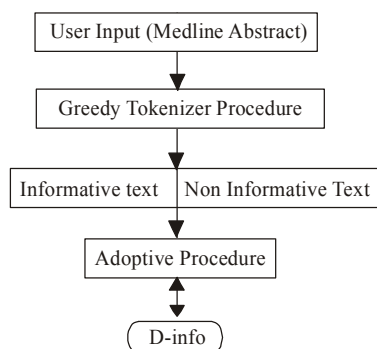 User Input (Medline Abstract)
Greedy Tokenizer Procedure
Informative text Non Informative Text
Adoptive Procedure
D-info